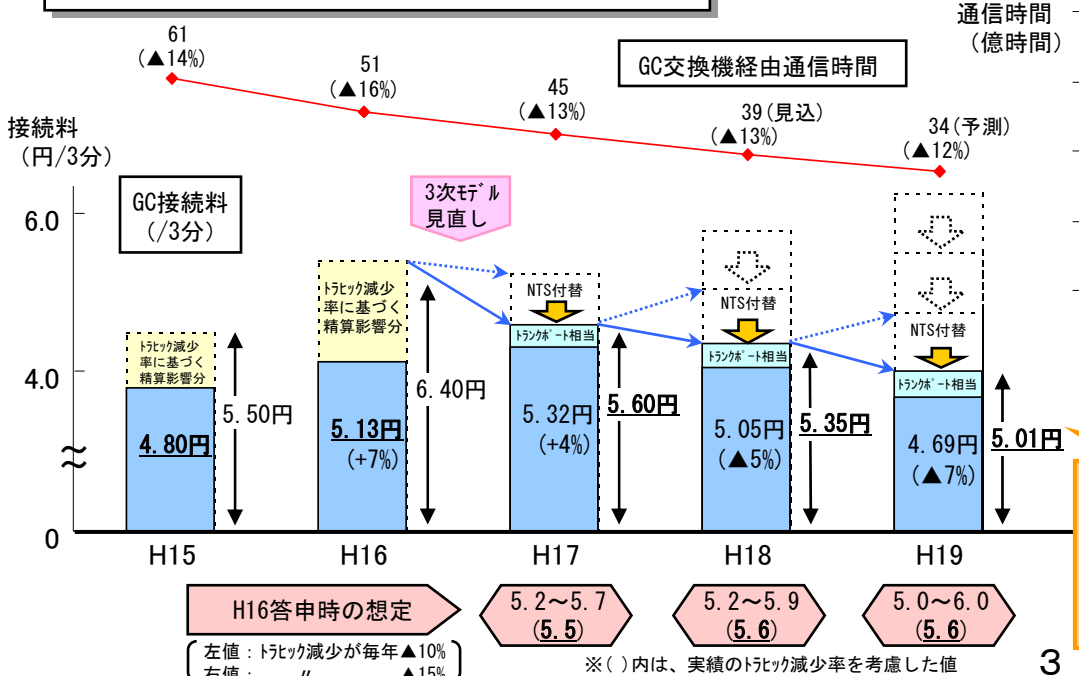 通信時間
(億時間)
61
(▲14%)
51
(▲16%)
45
(▲13%)
39(見込)
(▲13%)
34(予測)
(▲12%)
GC交換機経由通信時間
接続料
(円/3分)
GC接続料
(/3分)
3次ﾓﾃﾞﾙ
見直し
6.0
4.0
0
ﾄﾗﾋｯｸ減少
率に基づく
精算影響分
4.80円
5.50円
ﾄﾗﾋｯｸ減少
率に基づく
精算影響分
5.13円
(+7%)
6.40円
NTS付替
ﾄﾗﾝｸﾎﾟｰﾄ相当
5.32円
(+4%)
5.60円
NTS付替
ﾄﾗﾝｸﾎﾟｰﾄ相当
5.05円
(▲5%)
5.35円
NTS付替
ﾄﾗﾝｸﾎﾟｰﾄ相当
4.69円
(▲7%)
5.01円
H15
H16
H17
H18
H19
H16答申時の想定
5.2～5.7
(5.5)
5.2～5.9
(5.6)
5.0～6.0
(5.6)
左値：ﾄﾗﾋｯｸ減少が毎年▲10%
右値： 〃 ▲15%
※( )内は、実績のﾄﾗﾋｯｸ減少率を考慮した値
3